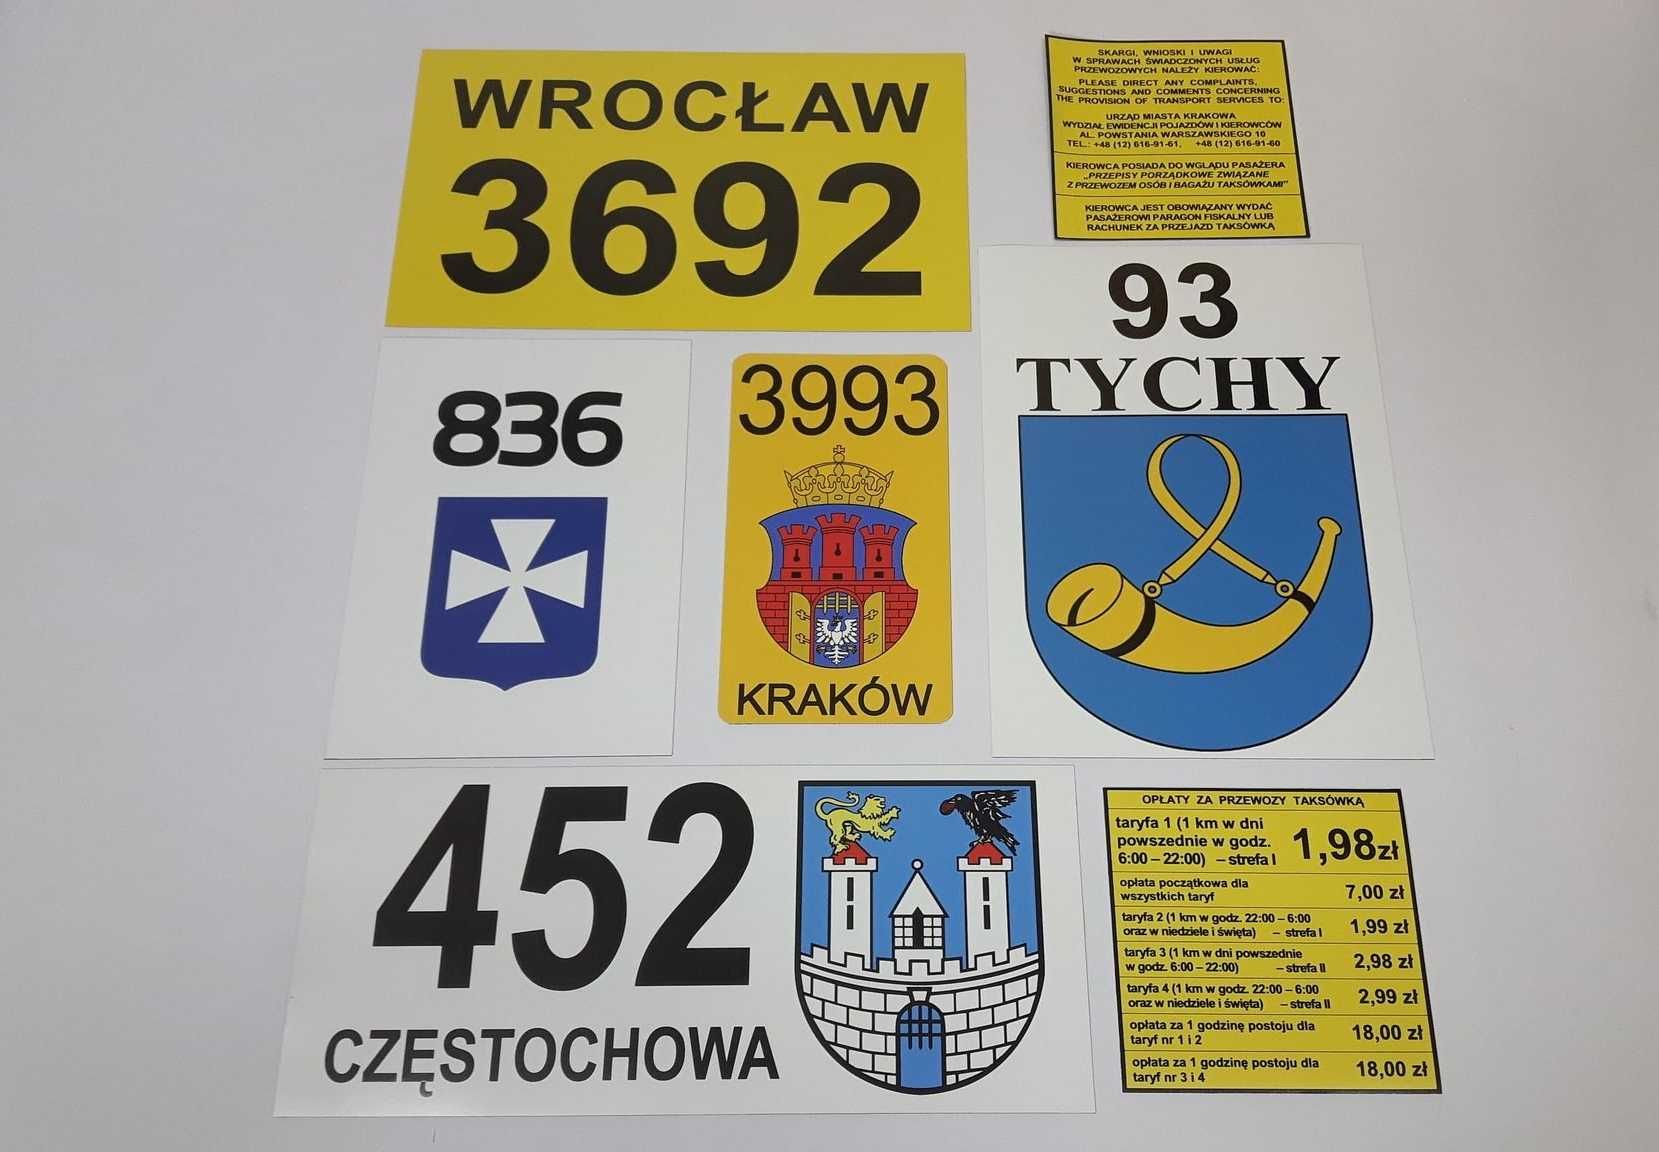 WROCŁAW
3692
SKARGI, WNIOSKI I UWAGI
W SPRAWACH ŚWIADCZONYCH USŁUG
PRZEWOZOWYCH NALEŻY KIEROWAĆ:
PLEASE DIRECT ANY COMPLAINTS,
SUGGESTIONS AND COMMENTS CONCERNING
THE PROVISION OF TRANSPORT SERVICES TO:
URZĄD MIASTA KRAKOWA
WYDZIAŁ EWIDENCJI POJAZDÓW I KIEROWCÓW
AL. POWSTANIA WARSZAWSKIEGO 10
TEL.: +48 (12) 616-91-61, +48 (12) 616-91-60
KIEROWCA POSIADA DO WGLĄDU PASAŻERA
„PRZEPISY PORZĄDKOWE ZWIĄZANE
Z PRZEWOZEM OSÓB I BAGAŻU TAKSÓWKAMI"
KIEROWCA JEST OBOWIĄZANY WYDAĆ
PASAŻEROWI PARAGON FISKALNY LUB
RACHUNEK ZA PRZEJAZD TAKSÓWKĄ
836
3993
KRAKÓW
93
TYCHY
452
CZĘSTOCHOWA
OPŁATY ZA PRZEWOZY TAKSÓWKĄ
taryfa 1 (1 km w dni
powszednie w godz.
6:00 – 22:00) – strefa I 1,98zł
opłata początkowa dla
wszystkich taryf 7,00 zł
taryfa 2 (1 km w godz. 22:00 – 6:00
oraz w niedziele i święta) – strefa I 1,99 zł
taryfa 3 (1 km w dni powszednie
w godz. 6:00 – 22:00) – strefa II 2,98 zł
taryfa 4 (1 km w godz. 22:00 – 6:00
oraz w niedziele i święta) – strefa II 2,99 zł
opłata za 1 godzinę postoju dla
taryf nr 1 i 2 18,00 zł
opłata za 1 godzinę postoju dla
taryf nr 3 i 4 18,00 zł